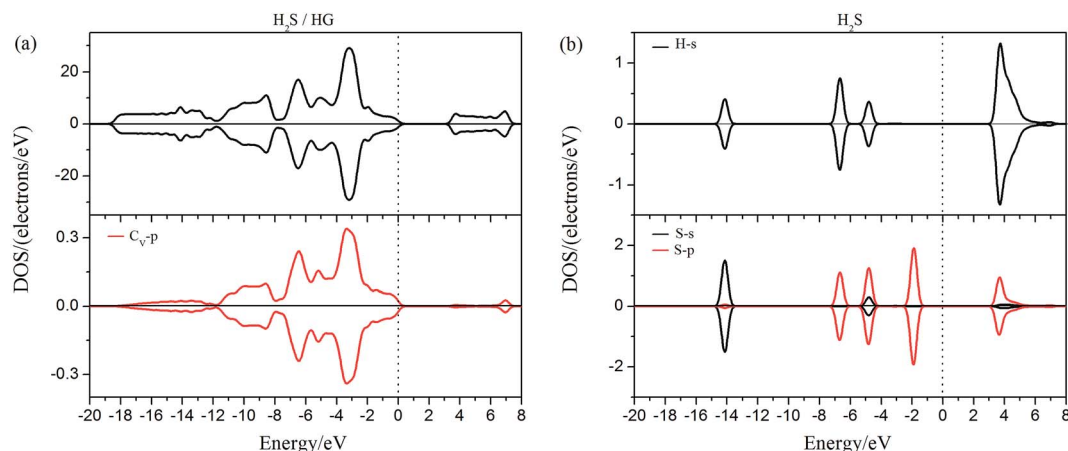 H₂S / HG
(a)
20
0
-20
C_V-p
0.3
0.0
-0.3
DOS/(electrons/eV)
-20 -18 -16 -14 -12 -10 -8 -6 -4 -2 0 2 4 6 8
Energy/eV
H₂S
(b)
H-s
1
0
-1
S-s
S-p
2
0
-2
DOS/(electrons/eV)
-20 -18 -16 -14 -12 -10 -8 -6 -4 -2 0 2 4 6 8
Energy/eV